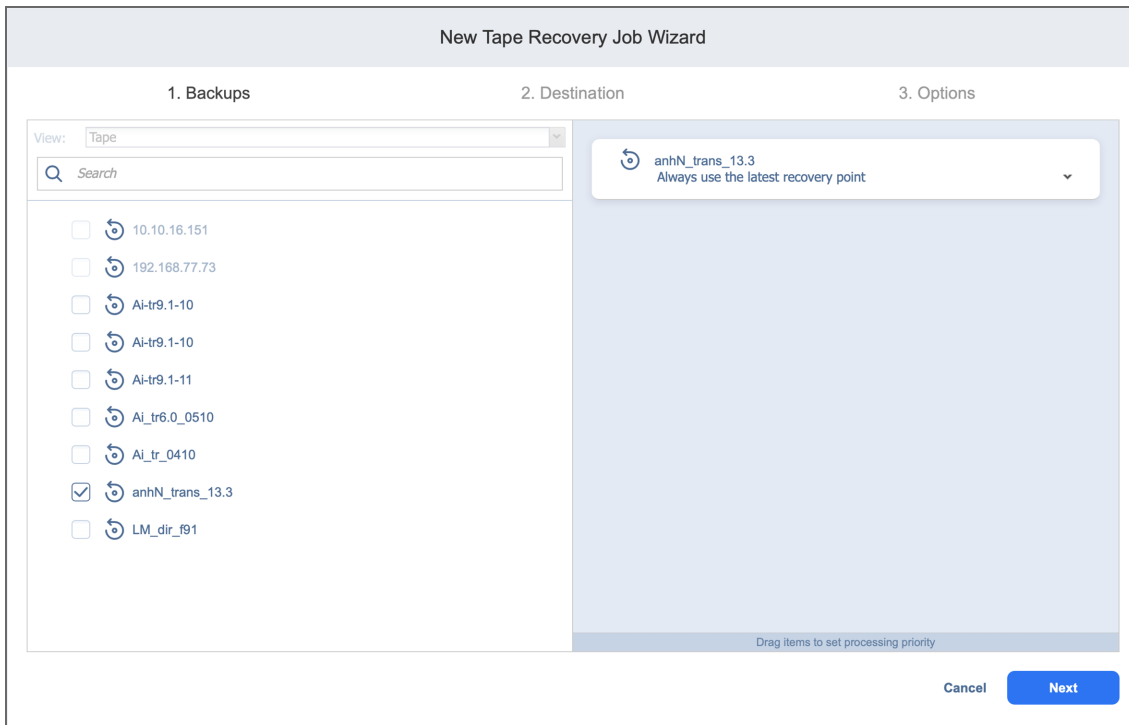 New Tape Recovery Job Wizard
1. Backups
2. Destination
3. Options
View: Tape
Search
10.10.16.151
192.168.77.73
Ai-tr9.1-10
Ai-tr9.1-10
Ai-tr9.1-11
Ai_tr6.0_0510
Ai_tr_0410
anhN_trans_13.3
LM_dir_f91
anhN_trans_13.3
Always use the latest recovery point
Drag items to set processing priority
Cancel
Next